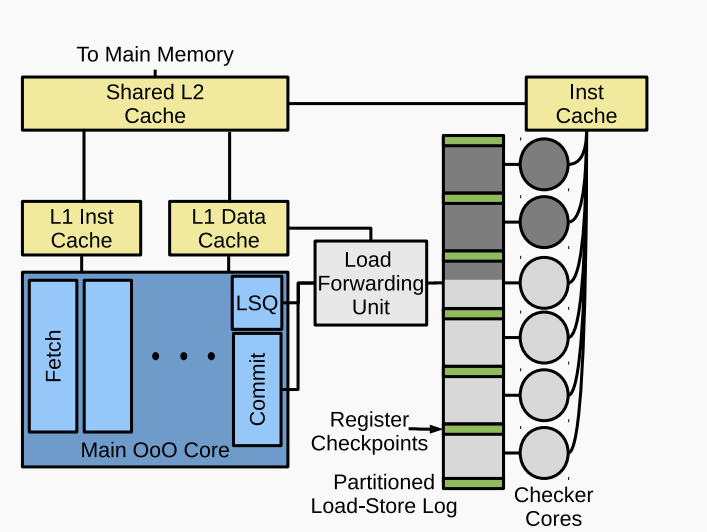 To Main Memory
Shared L2
Cache
Inst
Cache
L1 Inst
Cache
L1 Data
Cache
Load
Forwarding
Unit
LSQ
Fetch
Commit
Main OoO Core
Register
Checkpoints
Partitioned
Load-Store Log
Checker
Cores